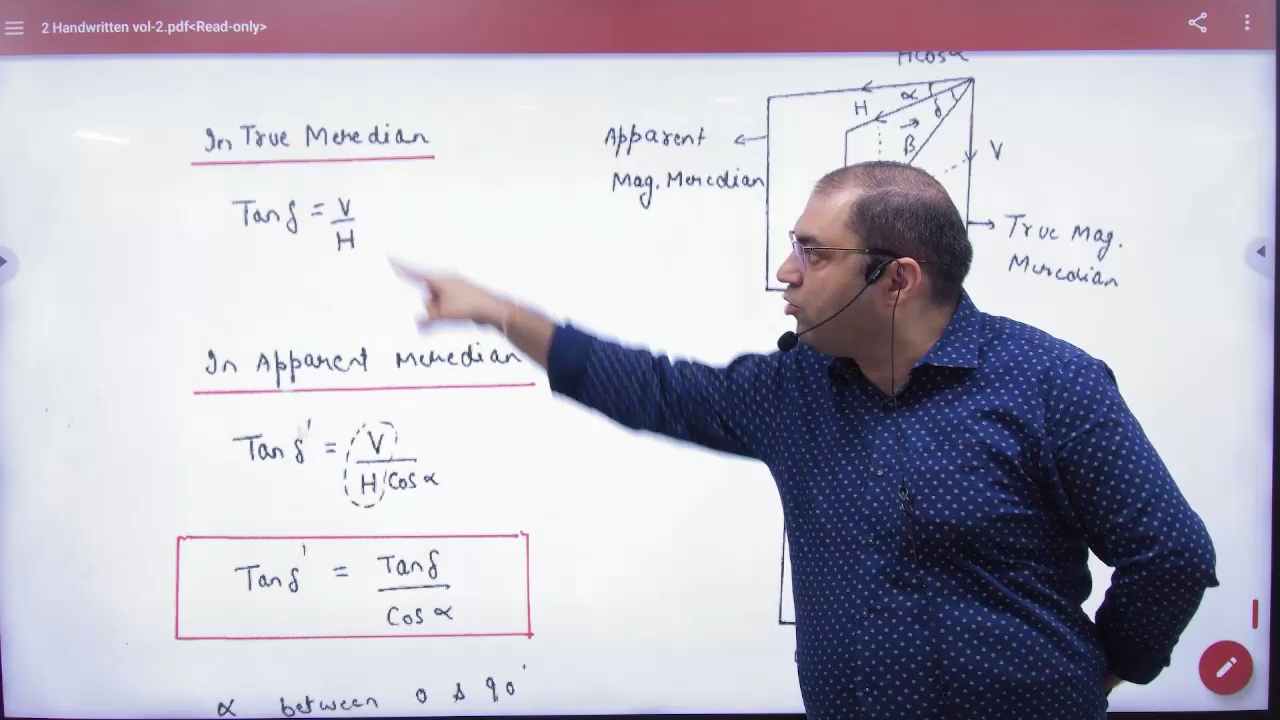 2 Handwritten vol-2.pdf<Read-only>
In True Meredian
Tan δ = V
H
In Apparent Meredian
Tan δ' = V
H Cos α
Tan δ' = Tan δ
Cos α
α between 0 & 90°
H Cos α
α
δ
H
B
V
Apparent
Mag. Meredian
True Mag.
Meredian